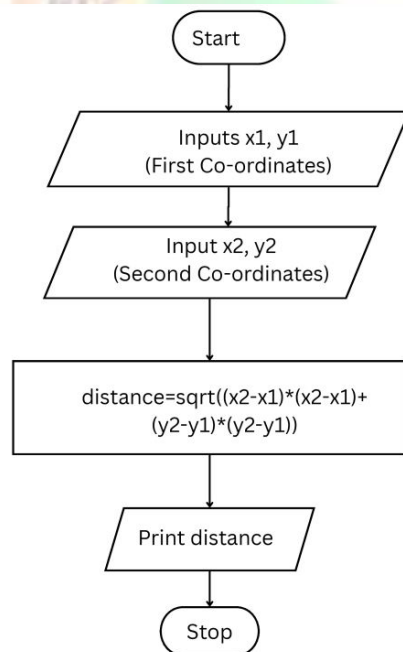 Start
Inputs x1, y1
(First Co-ordinates)
Input x2, y2
(Second Co-ordinates)
distance=sqrt((x2-x1)*(x2-x1)+
(y2-y1)*(y2-y1))
Print distance
Stop